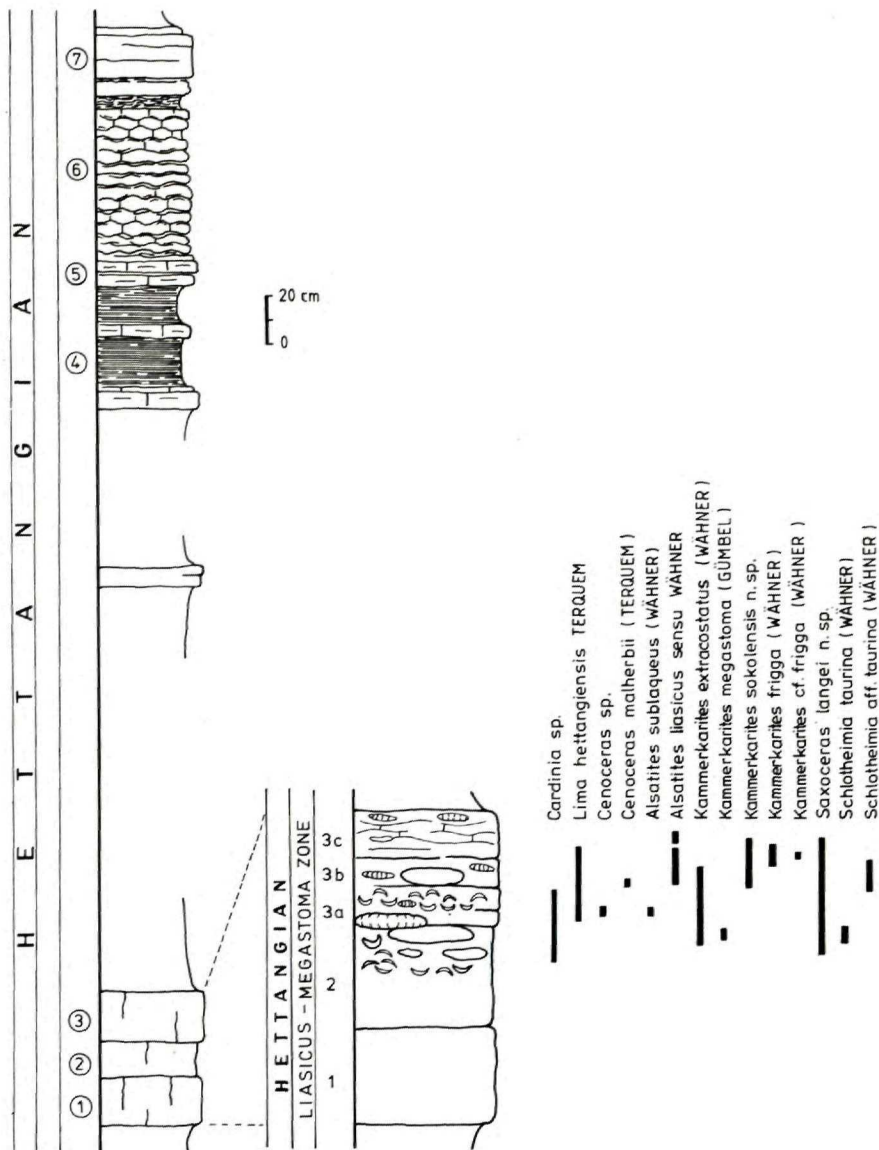 HETTANGIAN
7
6
5
4
3
2
1
20 cm
0
HETTANGIAN
LIASICUS - MEGASTOMA ZONE
3c
3b
3a
2
1
Cardinia sp.
Lima hettangiensis TERQUEM
Cenoceras sp.
Cenoceras malherbii (TERQUEM)
Alsatites sublaqueus (WÄHNER)
Alsatites liasicus sensu WÄHNER
Kammerkarites extracostatus (WÄHNER)
Kammerkarites megastoma (GÜMBEL)
Kammerkarites sokolensis n. sp.
Kammerkarites frigga (WÄHNER)
Kammerkarites cf. frigga (WÄHNER)
Saxoceras langei n. sp.
Schlotheimia taurina (WÄHNER)
Schlotheimia aff. taurina (WÄHNER)